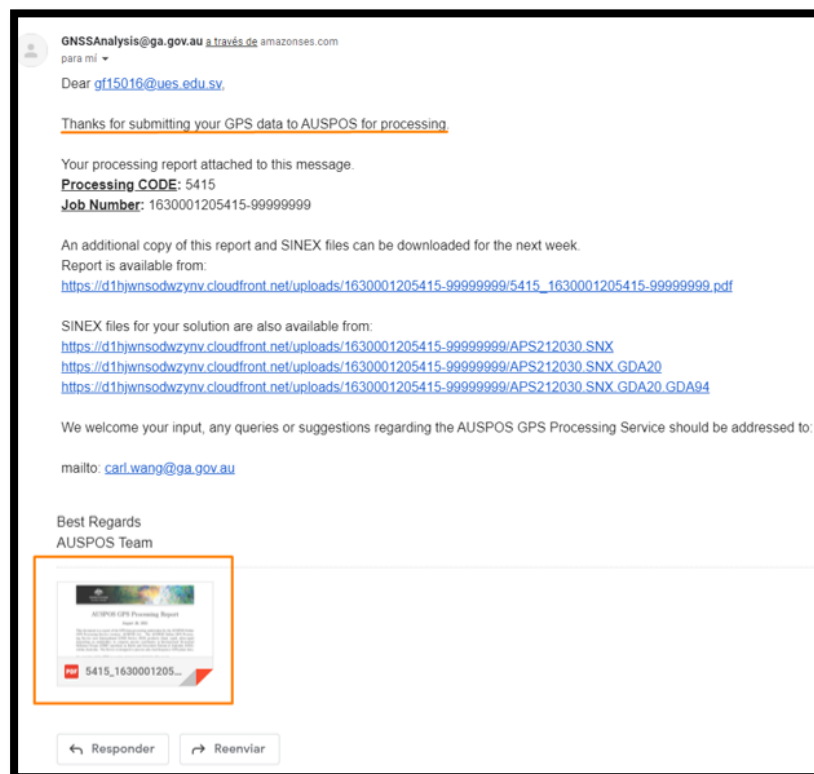 GNSSAnalysis@ga.gov.au a través de amazonses.com
para mí
Dear gf15016@ues.edu.sv,
Thanks for submitting your GPS data to AUSPOS for processing.
Your processing report attached to this message.
Processing CODE: 5415
Job Number: 1630001205415-99999999
An additional copy of this report and SINEX files can be downloaded for the next week.
Report is available from:
https://d1hjwnsodwzynv.cloudfront.net/uploads/1630001205415-99999999/5415_1630001205415-99999999.pdf
SINEX files for your solution are also available from:
https://d1hjwnsodwzynv.cloudfront.net/uploads/1630001205415-99999999/APS212030.SNX
https://d1hjwnsodwzynv.cloudfront.net/uploads/1630001205415-99999999/APS212030.SNX.GDA20
https://d1hjwnsodwzynv.cloudfront.net/uploads/1630001205415-99999999/APS212030.SNX.GDA20.GDA94
We welcome your input, any queries or suggestions regarding the AUSPOS GPS Processing Service should be addressed to:
mailto: carl.wang@ga.gov.au
Best Regards
AUSPOS Team
AUSPOS GPS Processing Report
PDF 5415_1630001205...
Responder Reenviar